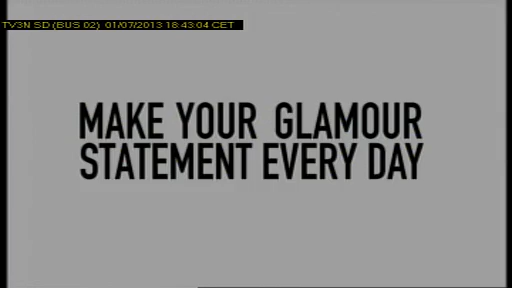 TV3N SD (BUS 02) 01/07/2013 18:43:04 CET
MAKE YOUR GLAMOUR
STATEMENT EVERY DAY